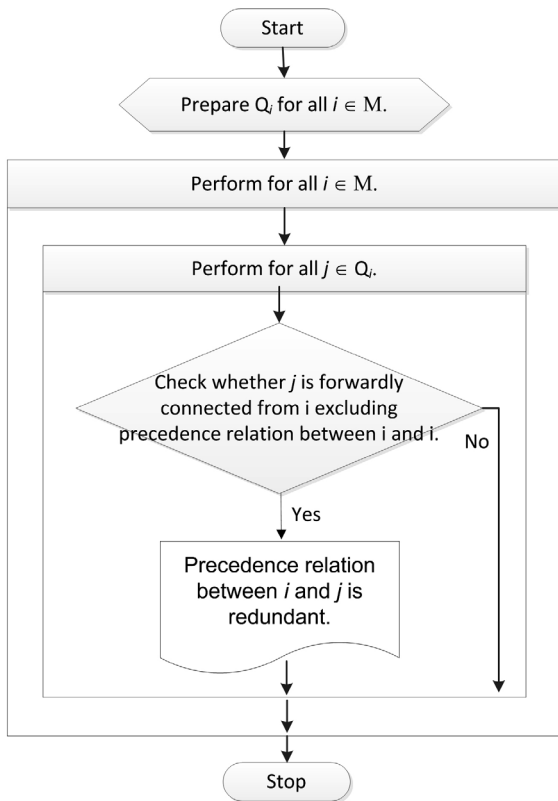 Start
Prepare Qi for all i ∈ M.
Perform for all i ∈ M.
Perform for all j ∈ Qi.
Check whether j is forwardly
connected from i excluding
precedence relation between i and i.
No
Yes
Precedence relation
between i and j is
redundant.
Stop